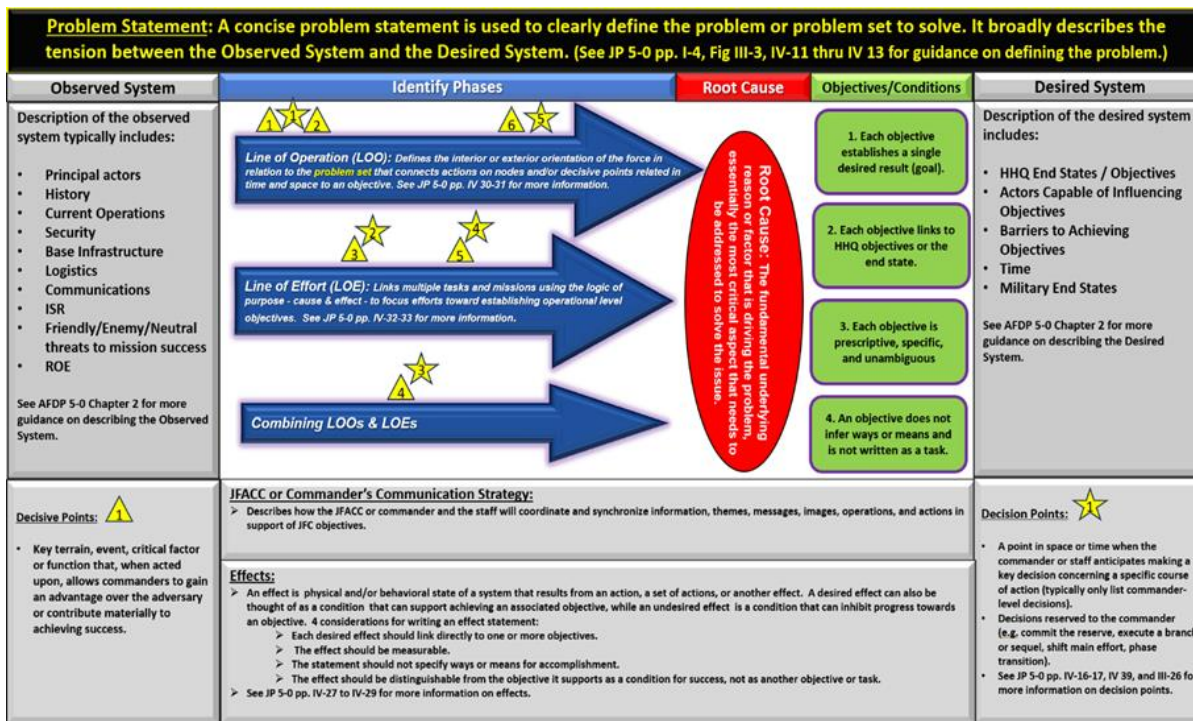 Problem Statement: A concise problem statement is used to clearly define the problem or problem set to solve. It broadly describes the
tension between the Observed System and the Desired System. (See JP 5-0 pp. I-4, Fig III-3, IV-11 thru IV 13 for guidance on defining the problem.)
Observed System
Description of the observed
system typically includes:
• Principal actors
• History
• Current Operations
• Security
• Base Infrastructure
• Logistics
• Communications
• ISR
• Friendly/Enemy/Neutral
threats to mission success
• ROE
See AFDP 5-0 Chapter 2 for more
guidance on describing the Observed
System.
Identify Phases
1 1 2 6 5
Line of Operation (LOO): Defines the interior or exterior orientation of the force in
relation to the problem set that connects actions on nodes and/or decisive points related in
time and space to an objective. See JP 5-0 pp. IV 30-31 for more information.
3 2 5 4
Line of Effort (LOE): Links multiple tasks and missions using the logic of
purpose - cause & effect - to focus efforts toward establishing operational level
objectives. See JP 5-0 pp. IV-32-33 for more information.
4 3
Combining LOOs & LOEs
Root Cause
Root Cause: The fundamental underlying
reason or factor that is driving the problem,
essentially the most critical aspect that needs to
be addressed to solve the issue.
Objectives/Conditions
1. Each objective
establishes a single
desired result (goal).
2. Each objective links to
HHQ objectives or the
end state.
3. Each objective is
prescriptive, specific,
and unambiguous
4. An objective does not
infer ways or means and
is not written as a task.
Desired System
Description of the desired system
includes:
• HHQ End States / Objectives
• Actors Capable of Influencing
Objectives
• Barriers to Achieving
Objectives
• Time
• Military End States
See AFDP 5-0 Chapter 2 for more
guidance on describing the Desired
System.
Decisive Points: 1
• Key terrain, event, critical factor
or function that, when acted
upon, allows commanders to gain
an advantage over the adversary
or contribute materially to
achieving success.
JFACC or Commander's Communication Strategy:
➢ Describes how the JFACC or commander and the staff will coordinate and synchronize information, themes, messages, images, operations, and actions in
support of JFC objectives.
Effects:
➢ An effect is physical and/or behavioral state of a system that results from an action, a set of actions, or another effect. A desired effect can also be
thought of as a condition that can support achieving an associated objective, while an undesired effect is a condition that can inhibit progress towards
an objective. 4 considerations for writing an effect statement:
➢ Each desired effect should link directly to one or more objectives.
➢ The effect should be measurable.
➢ The statement should not specify ways or means for accomplishment.
➢ The effect should be distinguishable from the objective it supports as a condition for success, not as another objective or task.
➢ See JP 5-0 pp. IV-27 to IV-29 for more information on effects.
Decision Points: 1
• A point in space or time when the
commander or staff anticipates making a
key decision concerning a specific course
of action (typically only list commander-
level decisions).
• Decisions reserved to the commander
(e.g. commit the reserve, execute a branch
or sequel, shift main effort, phase
transition).
• See JP 5-0 pp. IV-16-17, IV 39, and III-26 fo
more information on decision points.